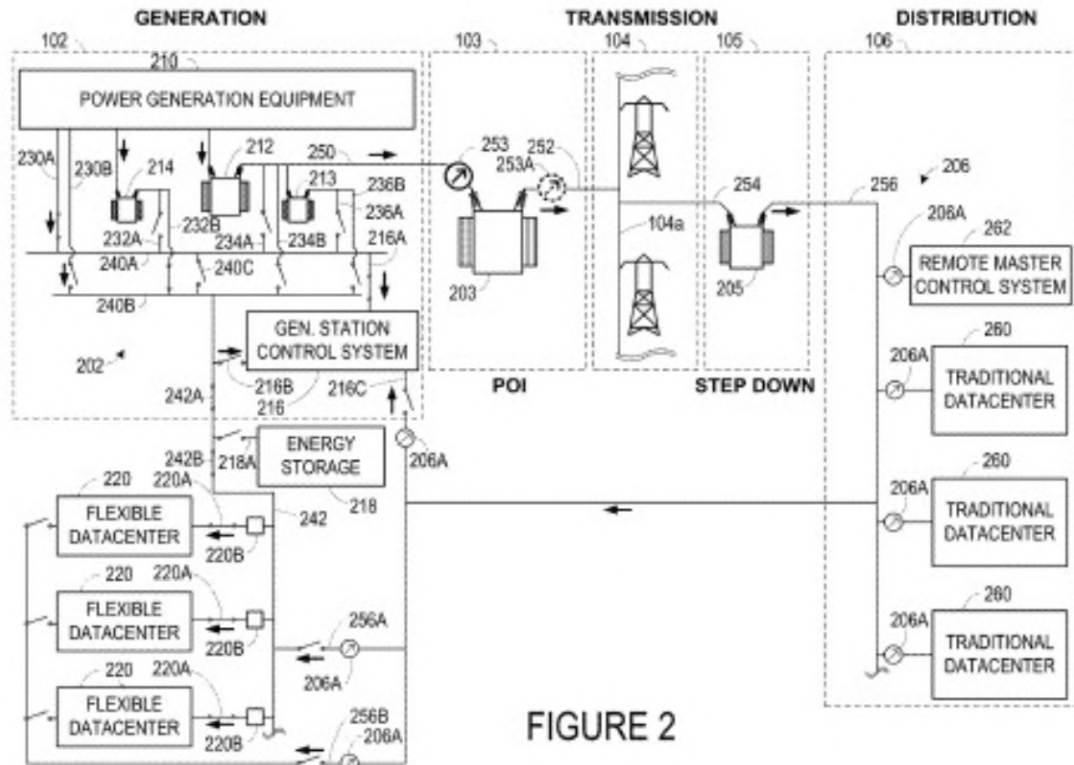 GENERATION
TRANSMISSION
DISTRIBUTION
102
210
103
104
105
106
POWER GENERATION EQUIPMENT
230A
230B
214
212
250
213
236B
236A
253
253A
252
254
256
206
206A
262
REMOTE MASTER
CONTROL SYSTEM
232A
232B
234A
234B
216A
104a
240A
240C
240B
203
205
GEN. STATION
CONTROL SYSTEM
202
216B
216
216C
242A
POI
STEP DOWN
260
206A
TRADITIONAL
DATACENTER
242B
218A
ENERGY
STORAGE
218
206A
242
220
FLEXIBLE
DATACENTER
220A
220B
206A
260
TRADITIONAL
DATACENTER
220
FLEXIBLE
DATACENTER
220A
220B
256A
206A
206A
260
TRADITIONAL
DATACENTER
220
FLEXIBLE
DATACENTER
220A
220B
256B
206A
FIGURE 2